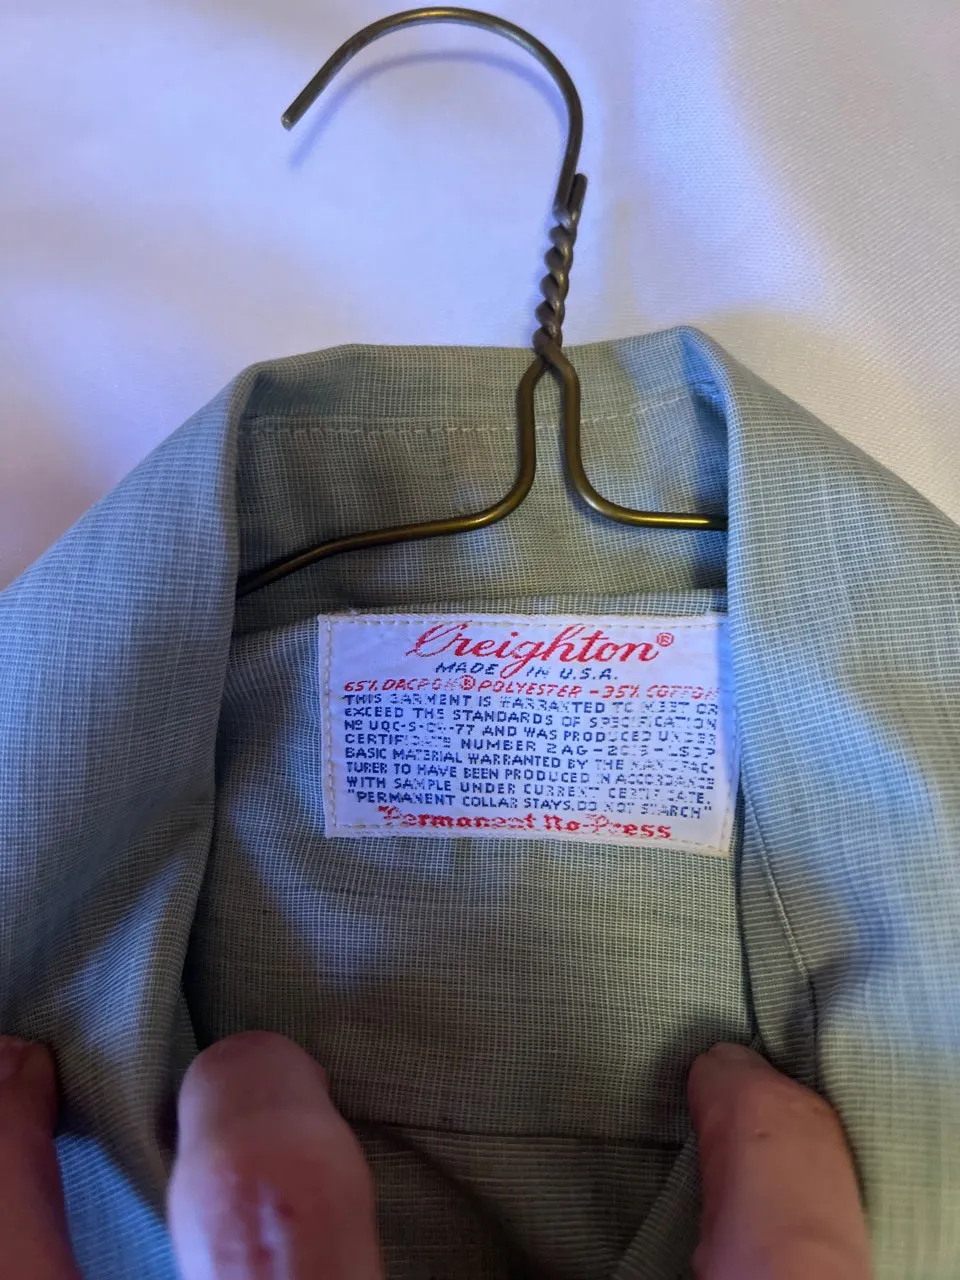 Creighton®
MADE IN U.S.A.
65% DACRON® POLYESTER - 35% COTTON
THIS GARMENT IS WARRANTED TO MEET OR
EXCEED THE STANDARDS OF SPECIFICATION
Nº AND WAS PRODUCED UNDER
CERTIFICATE NUMBER
BASIC MATERIAL WARRANTED BY THE MANUFAC-
TURER TO HAVE BEEN PRODUCED IN ACCORDANCE
WITH SAMPLE UNDER CURRENT CERTIFICATE.
"PERMANENT COLLAR STAYS. DO NOT STARCH"
Permanent No-Press